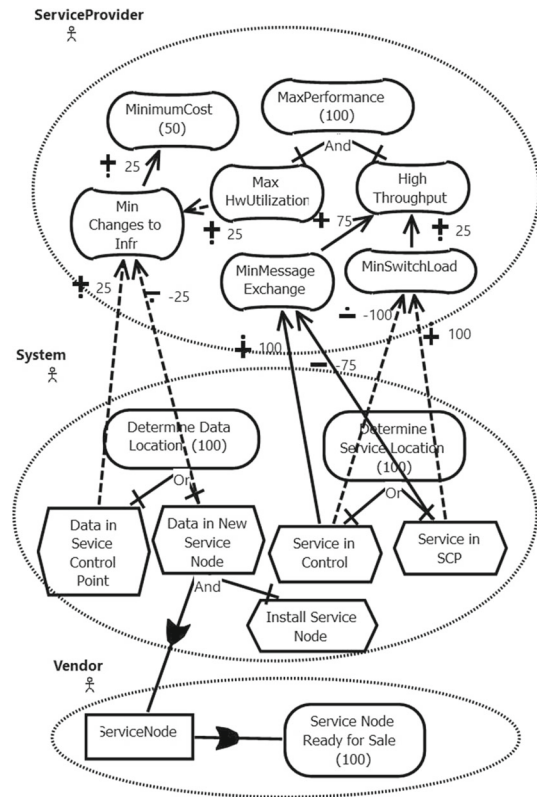 ServiceProvider
MinimumCost
(50)
MaxPerformance
(100)
And
25
Max
HwUtilization
High
Throughput
Min
Changes to
Infr
75
25
25
MinMessage
Exchange
MinSwitchLoad
25
-25
-100
100
100
-75
System
Determine Data
Location (100)
Determine
Service Location
(100)
Or
Or
Data in
Sevice
Control
Point
Data in New
Service
Node
Service in
Control
Service in
SCP
And
Install Service
Node
Vendor
ServiceNode
Service Node
Ready for Sale
(100)